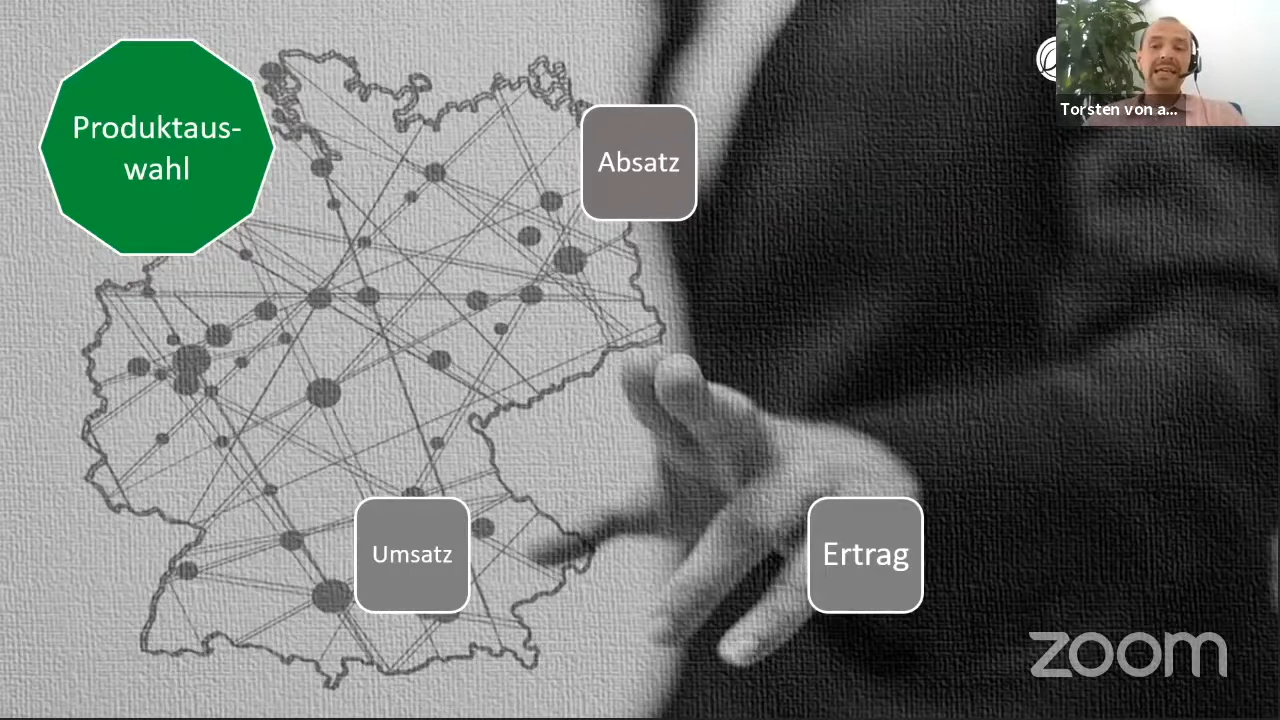 Produktaus-
wahl
Absatz
Torsten von a...
Umsatz
Ertrag
zoom